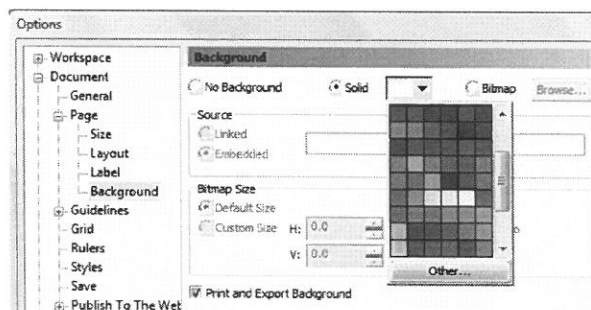 Options
Workspace
Document
General
Page
Size
Layout
Label
Background
Guidelines
Grid
Rulers
Styles
Save
Publish To The Web
Background
No Background Solid Bitmap Browse...
Source
Linked
Embedded
Bitmap Size
Default Size
Custom Size H: 0.0
V: 0.0
Other...
Print and Export Background